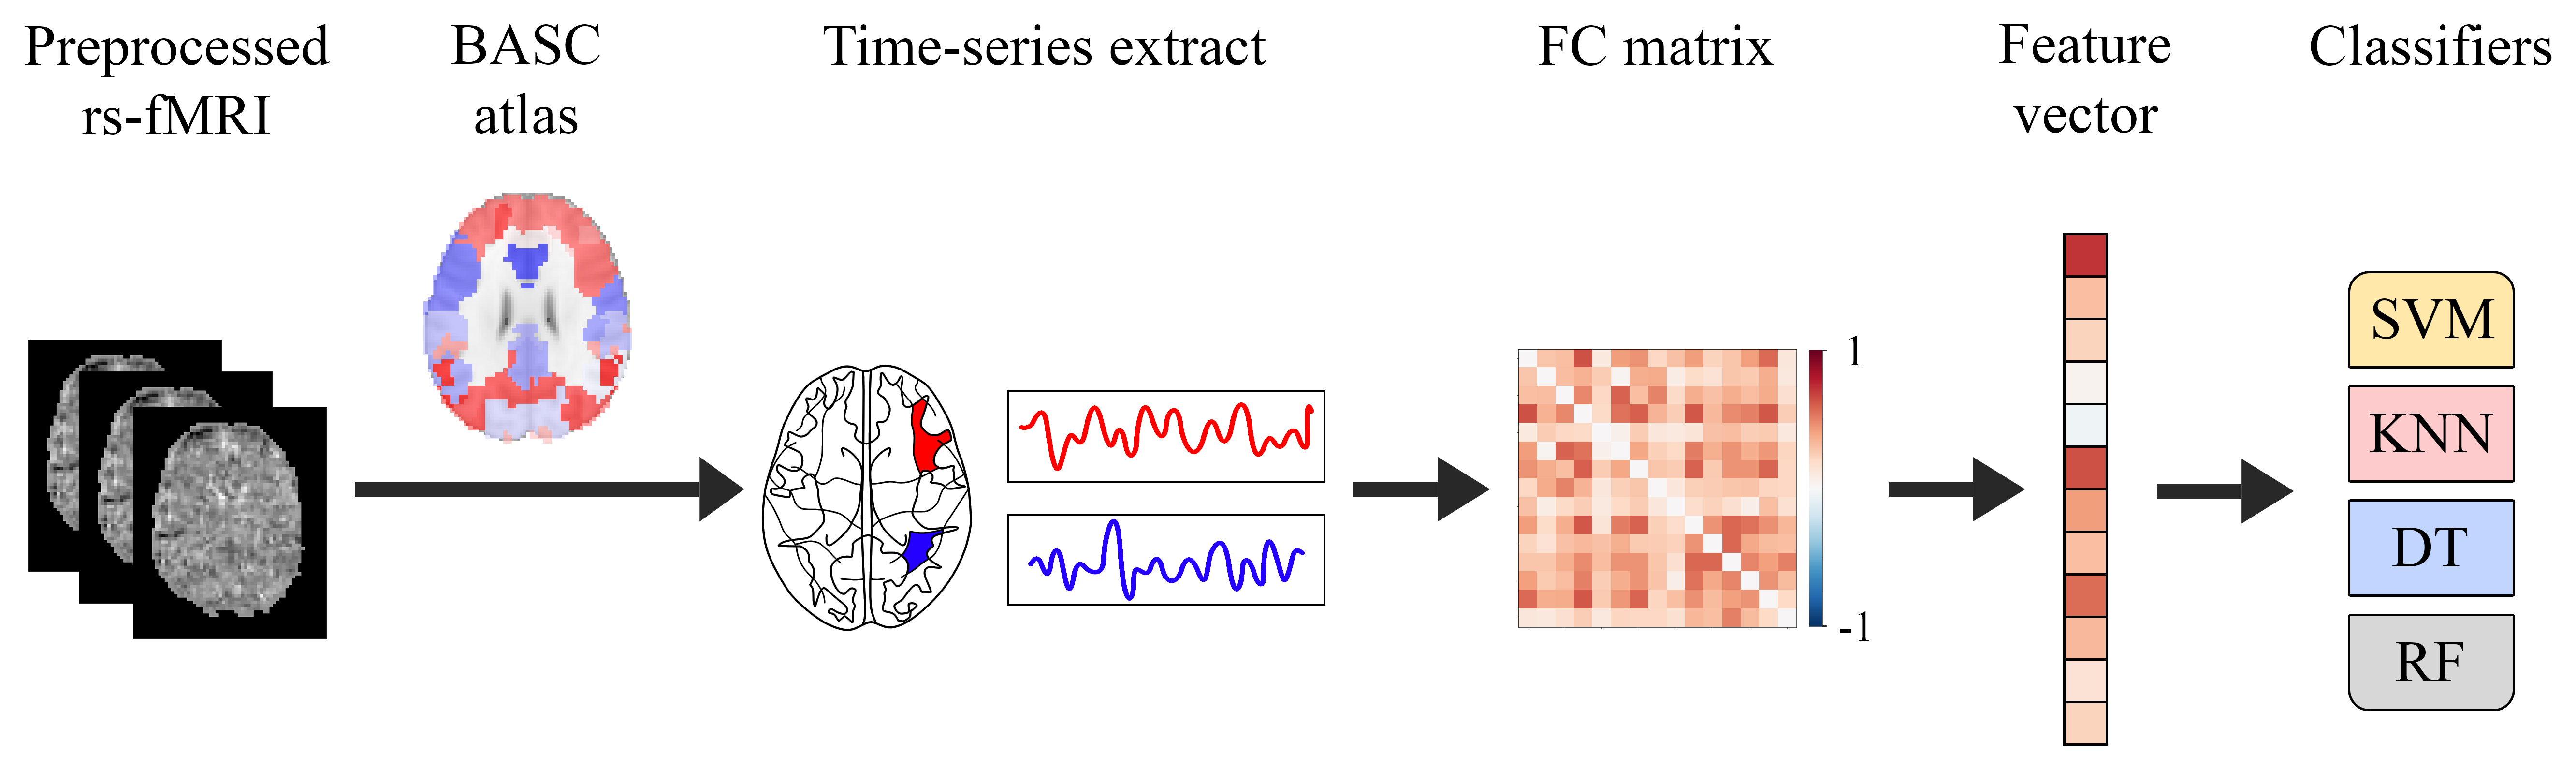 Preprocessed
rs-fMRI
BASC
atlas
Time-series extract
FC matrix
Feature
vector
Classifiers
1
-1
SVM
KNN
DT
RF